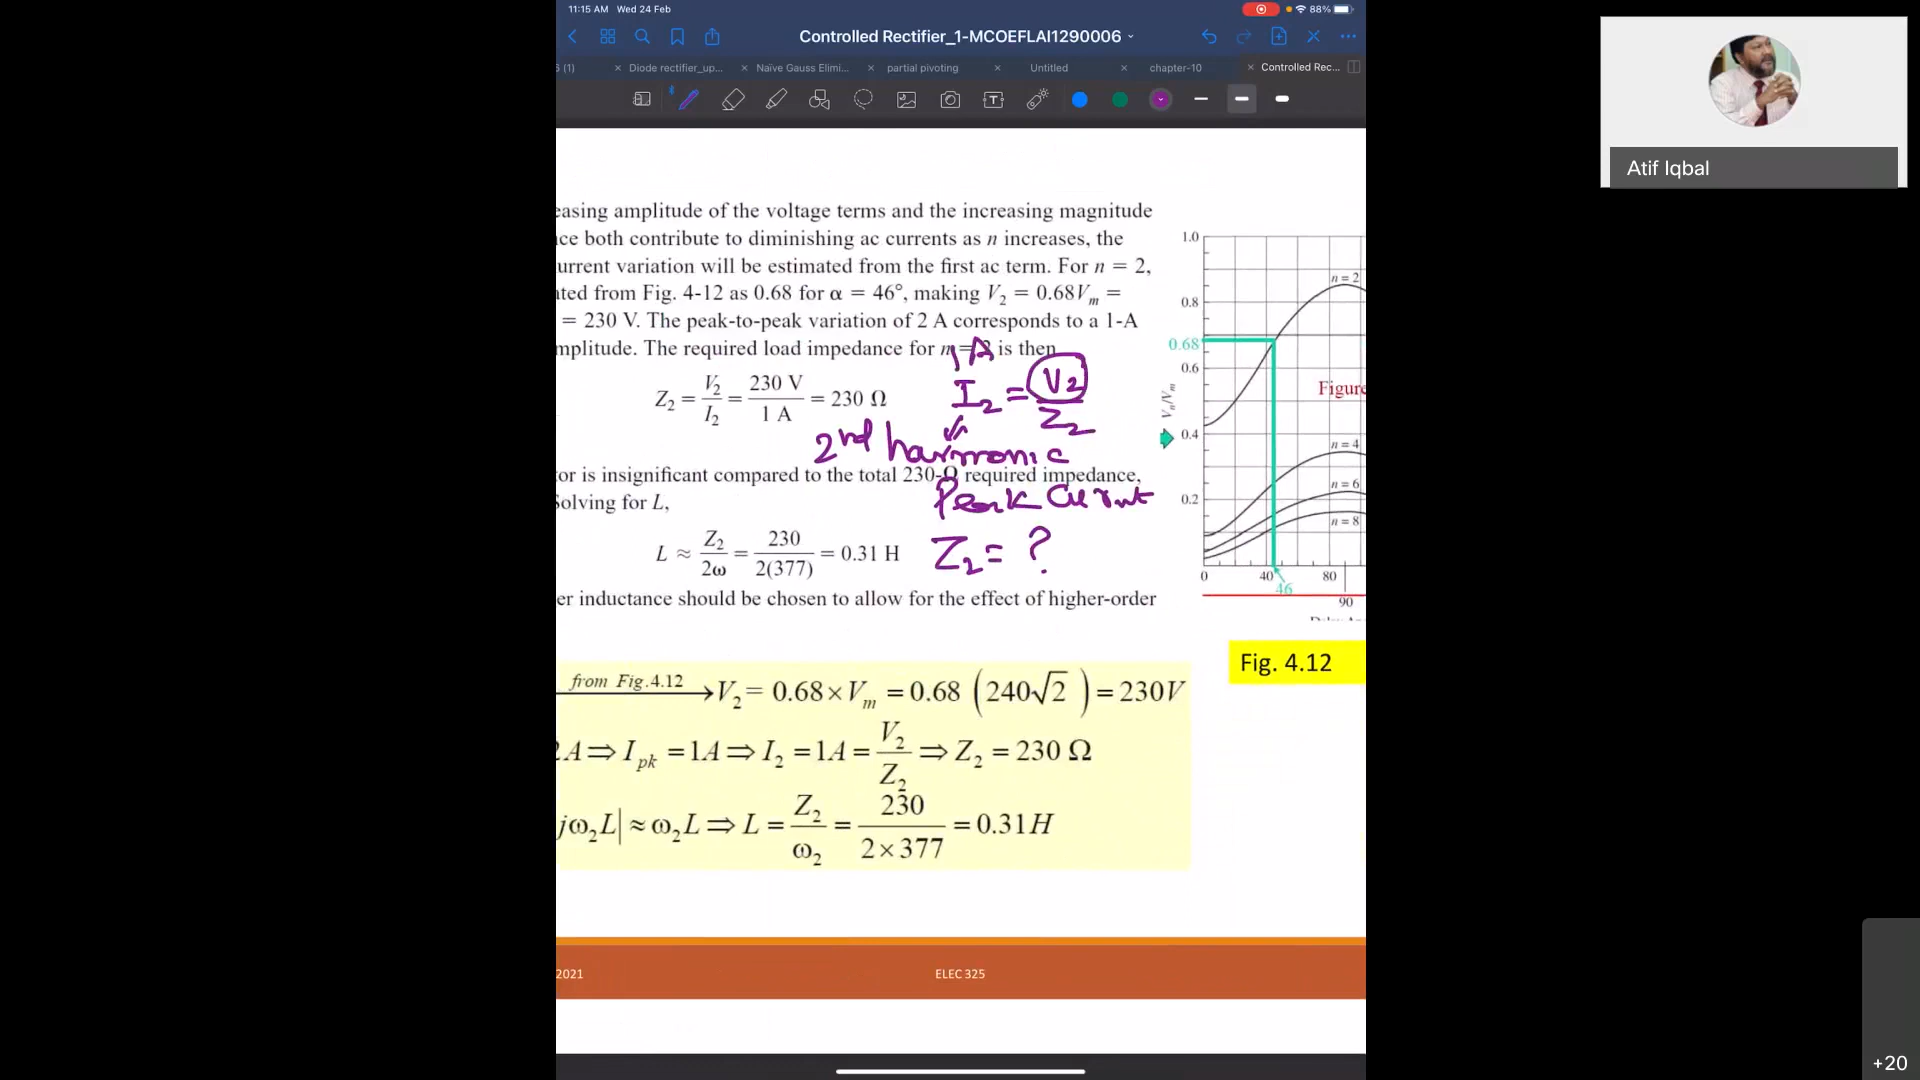 11:15 AM Wed 24 Feb
88%
Controlled Rectifier_1-MCOEFLAI1290006
(1)
Diode rectifier_up...
Naïve Gauss Elimi...
partial pivoting
Untitled
chapter-10
Controlled Rec...
Atif Iqbal
easing amplitude of the voltage terms and the increasing magnitude
ce both contribute to diminishing ac currents as n increases, the
urrent variation will be estimated from the first ac term. For n = 2,
ted from Fig. 4-12 as 0.68 for α = 46°, making V₂ = 0.68Vₘ =
= 230 V. The peak-to-peak variation of 2 A corresponds to a 1-A
mplitude. The required load impedance for n = 2 is then
1A
Z₂ = V₂/I₂ = 230 V/1 A = 230 Ω
I₂ = V₂/Z₂
2nd harmonic
or is insignificant compared to the total 230-Ω required impedance,
Peak Current
Solving for L,
L ≈ Z₂/2ω = 230/2(377) = 0.31 H
Z₂ = ?
er inductance should be chosen to allow for the effect of higher-order
1.0
n = 2
0.8
0.68
0.6
Figure
Vₙ/Vₘ
0.4
n = 4
n = 6
0.2
n = 8
0 40 80
46
90
Fig. 4.12
from Fig.4.12 → V₂ = 0.68 × Vₘ = 0.68 (240√2) = 230V
A ⇒ I_pk = 1A ⇒ I₂ = 1A = V₂/Z₂ ⇒ Z₂ = 230 Ω
jω₂L| ≈ ω₂L ⇒ L = Z₂/ω₂ = 230/2×377 = 0.31H
2021
ELEC 325
+20